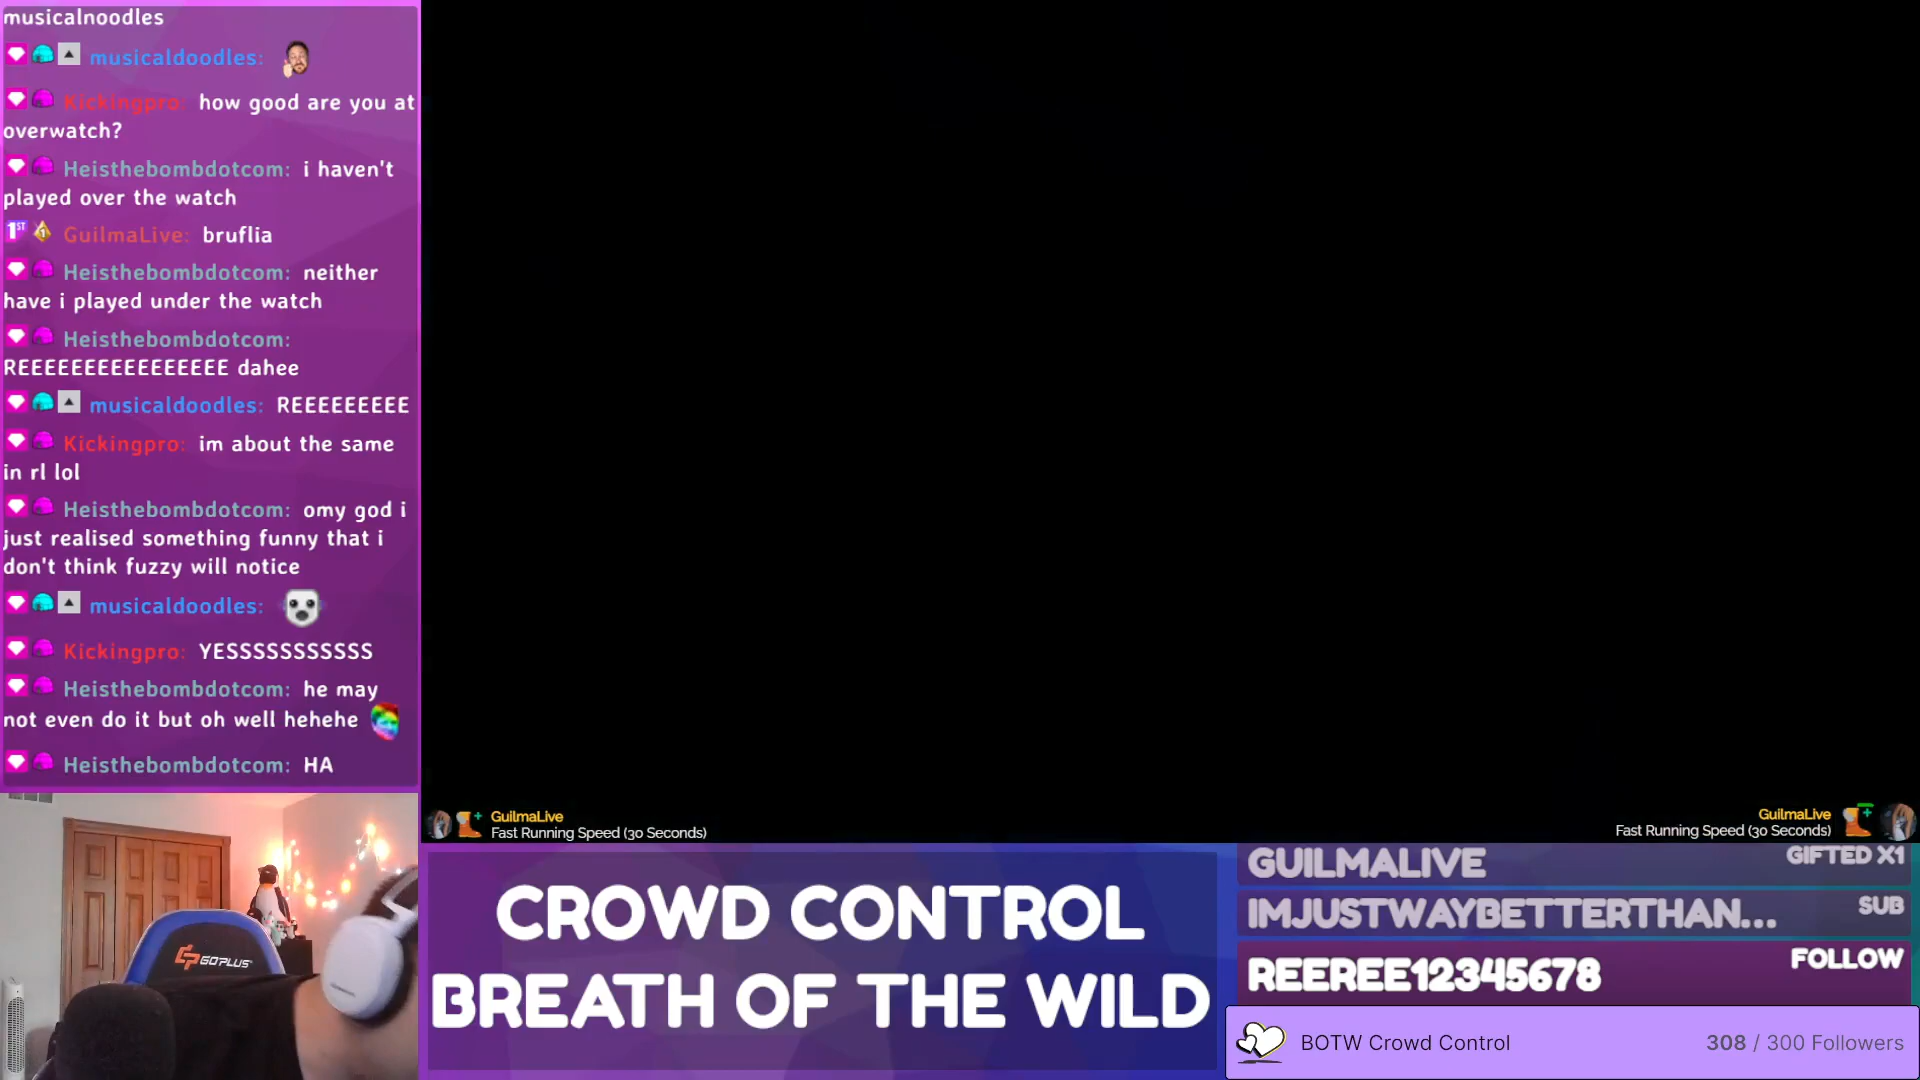 musicalnoodles
musicaldoodles:
Kickingpro: how good are you at
overwatch?
Heisthebombdotcom: i haven't
played over the watch
1ST GuilmaLive: bruflia
Heisthebombdotcom: neither
have i played under the watch
Heisthebombdotcom:
REEEEEEEEEEEEEEEE dahee
musicaldoodles: REEEEEEEEE
Kickingpro: im about the same
in rl lol
Heisthebombdotcom: omy god i
just realised something funny that i
don't think fuzzy will notice
musicaldoodles:
Kickingpro: YESSSSSSSSSSS
Heisthebombdotcom: he may
not even do it but oh well hehehe
Heisthebombdotcom: HA
GuilmaLive
Fast Running Speed (30 Seconds)
GuilmaLive
Fast Running Speed (30 Seconds)
GOPLUS
CROWD CONTROL
BREATH OF THE WILD
GUILMALIVE GIFTED X1
IMJUSTWAYBETTERTHAN... SUB
REEREE12345678 FOLLOW
BOTW Crowd Control 308 / 300 Followers